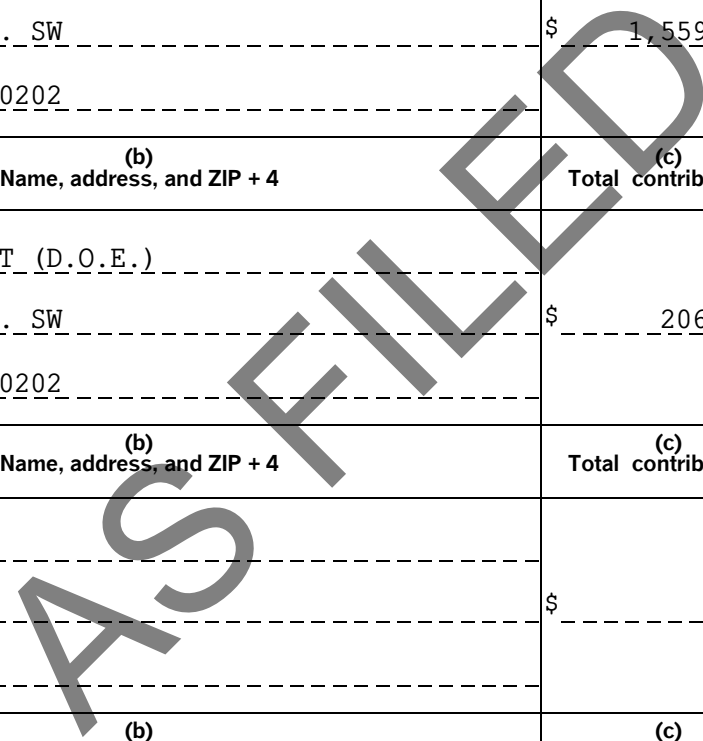 . SW $ 1,559
0202
(b) (c)
Name, address, and ZIP + 4 Total contrib
T (D.O.E.)
. SW $ 206
0202
(b) (c)
Name, address, and ZIP + 4 Total contrib
$
(b) (c)
AS FILED